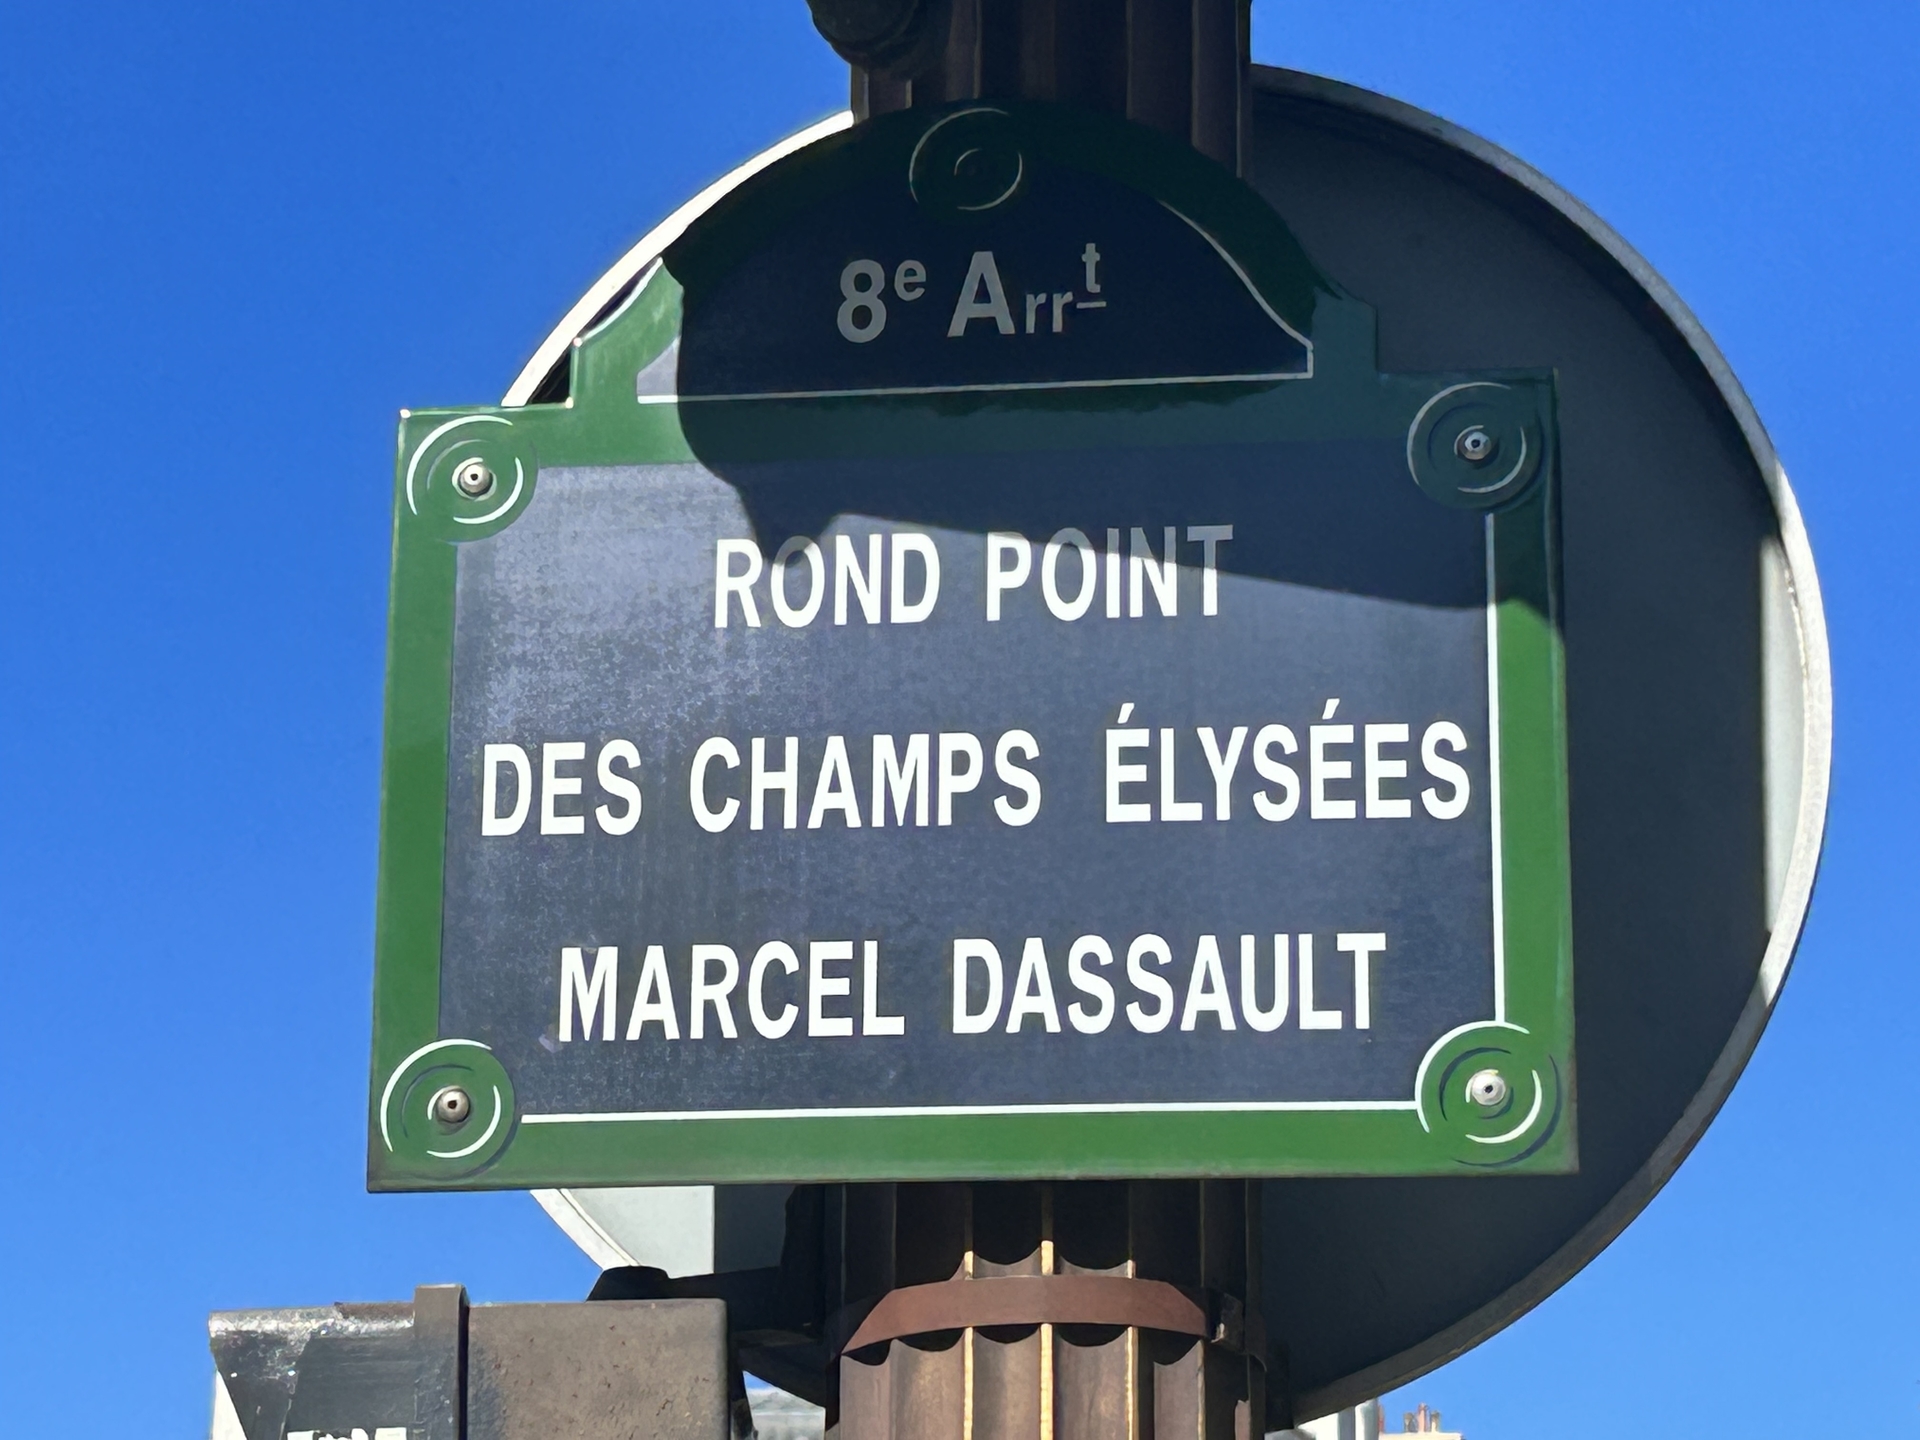 8e Arrt
ROND POINT
DES CHAMPS ÉLYSÉES
MARCEL DASSAULT